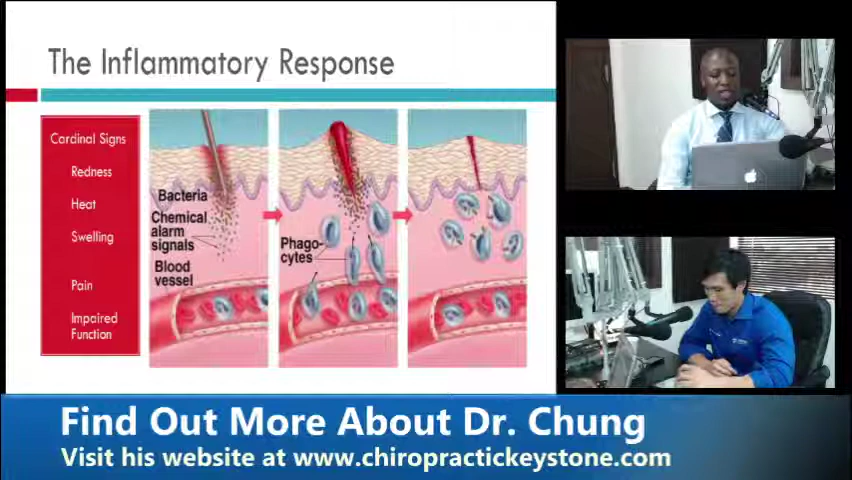 The Inflammatory Response
Cardinal Signs
Redness
Heat
Swelling
Pain
Impaired
Function
Bacteria
Chemical
alarm
signals
Blood
vessel
Phago-
cytes
Find Out More About Dr. Chung
Visit his website at www.chiropractickeystone.com